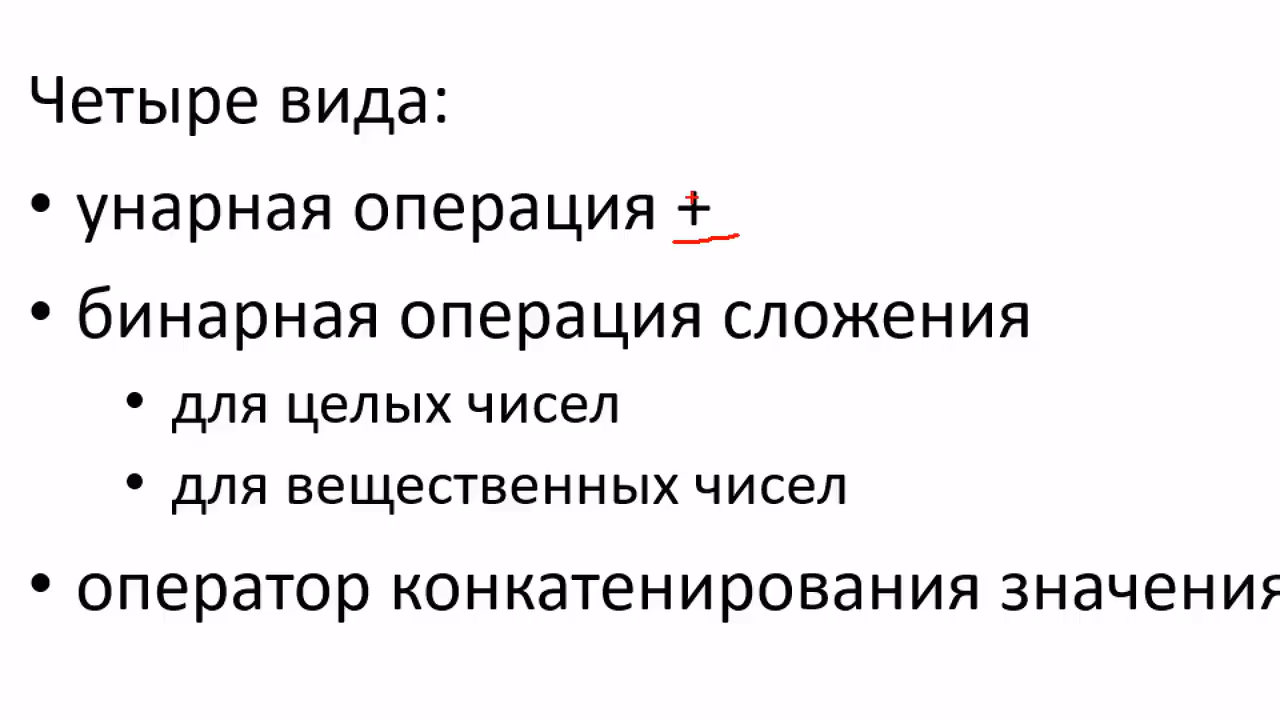 Четыре вида:
• унарная операция +
• бинарная операция сложения
• для целых чисел
• для вещественных чисел
• оператор конкатенирования значения